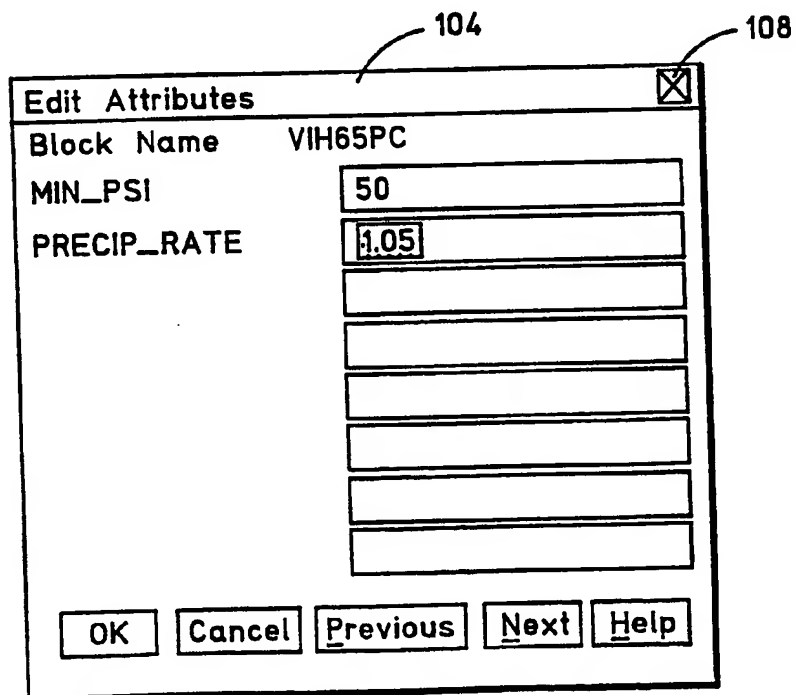 104
108
Edit Attributes
Block Name VIH65PC
MIN_PSI 50
PRECIP_RATE 1.05
OK Cancel Previous Next Help